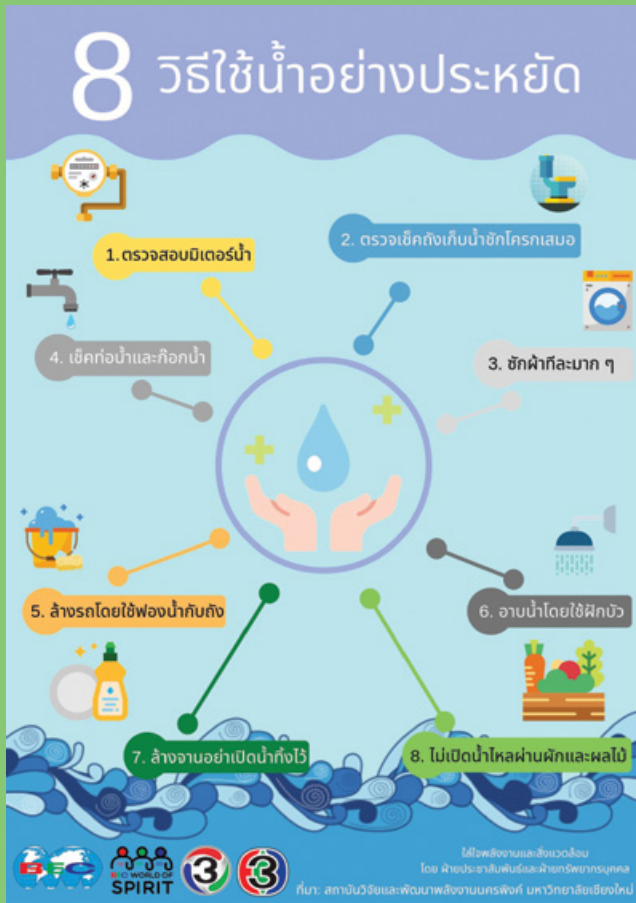 8 วิธีใช้น้ำอย่างประหยัด
1. ตรวจสอบมิเตอร์น้ำ
2. ตรวจเช็คถังเก็บน้ำชักโครกเสมอ
3. ซักผ้าทีละมาก ๆ
4. เช็คท่อน้ำและก๊อกน้ำ
5. ล้างรถโดยใช้ฟองน้ำกับถัง
6. อาบน้ำโดยใช้ฝักบัว
7. ล้างจานอย่าเปิดน้ำทิ้งไว้
8. ไม่เปิดน้ำไหลผ่านผักและผลไม้
BEC
BEC WORLD OF
SPIRIT
3
3
ใส่ใจพลังงานและสิ่งแวดล้อม
โดย ฝ่ายประชาสัมพันธ์และฝ่ายทรัพยากรบุคคล
ที่มา: สถาบันวิจัยและพัฒนาพลังงานนครพิงค์ มหาวิทยาลัยเชียงใหม่